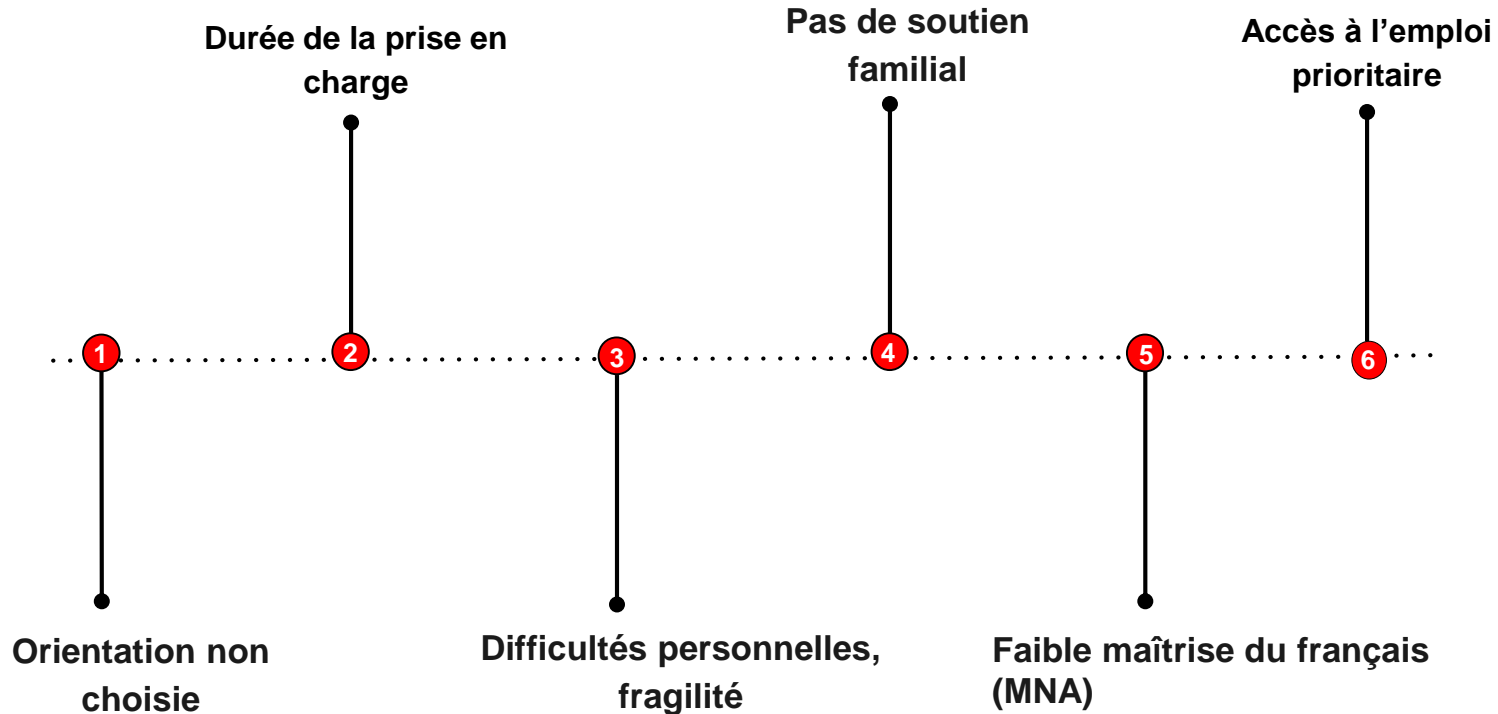 Durée de la prise en
charge
Pas de soutien
familial
Accès à l’emploi
prioritaire
1
2
3
4
5
6
Orientation non
choisie
Difficultés personnelles,
fragilité
Faible maîtrise du français
(MNA)